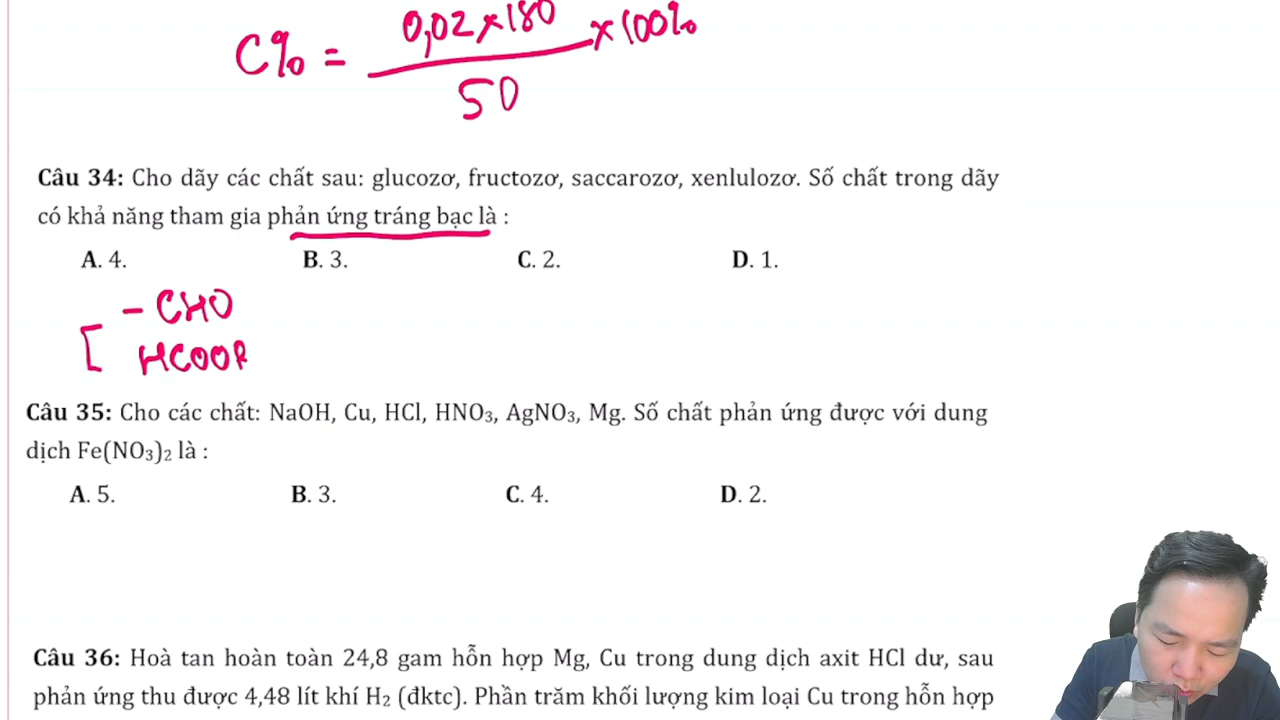 C% = 0,02×180 / 50 ×100%
Câu 34: Cho dãy các chất sau: glucozơ, fructozơ, saccarozơ, xenlulozơ. Số chất trong dãy
có khả năng tham gia phản ứng tráng bạc là :
A. 4. B. 3. C. 2. D. 1.
- CHO
HCOOR
Câu 35: Cho các chất: NaOH, Cu, HCl, HNO₃, AgNO₃, Mg. Số chất phản ứng được với dung
dịch Fe(NO₃)₂ là :
A. 5. B. 3. C. 4. D. 2.
Câu 36: Hoà tan hoàn toàn 24,8 gam hỗn hợp Mg, Cu trong dung dịch axit HCl dư, sau
phản ứng thu được 4,48 lít khí H₂ (đktc). Phần trăm khối lượng kim loại Cu trong hỗn hợp